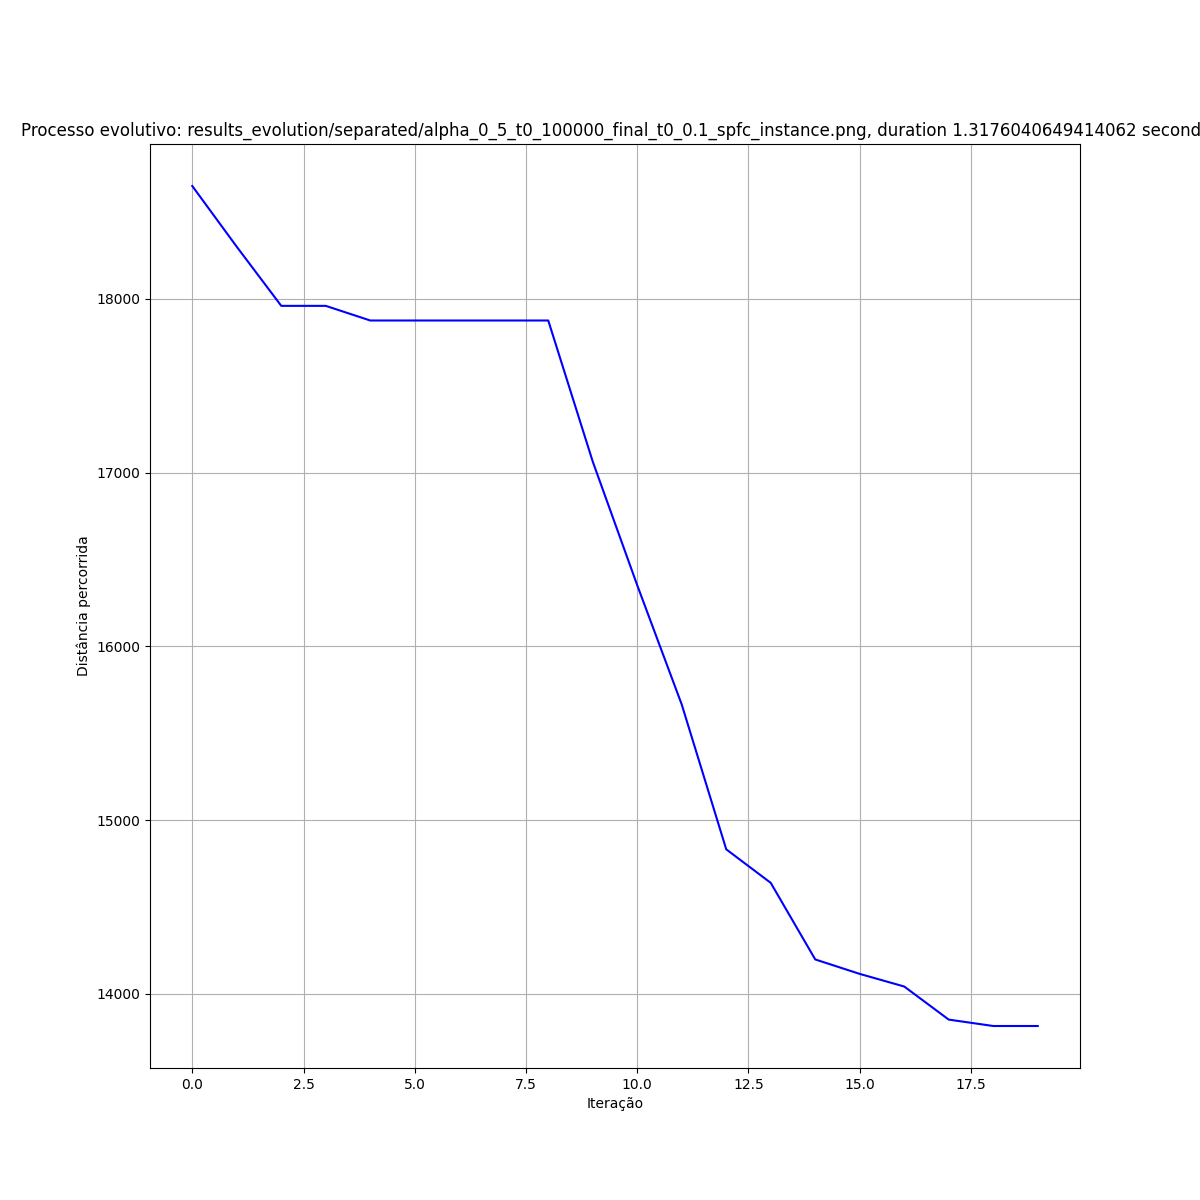 Processo evolutivo: results_evolution/separated/alpha_0_5_t0_100000_final_t0_0.1_spfc_instance.png, duration 1.3176040649414062 second
18000
17000
16000
15000
14000
Distância percorrida
0.0 2.5 5.0 7.5 10.0 12.5 15.0 17.5
Iteração